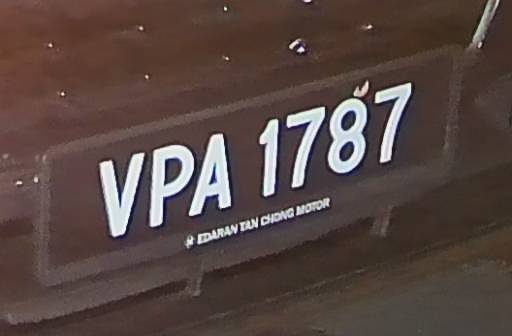 VPA 1787
EDARAN TAN CHONG MOTOR